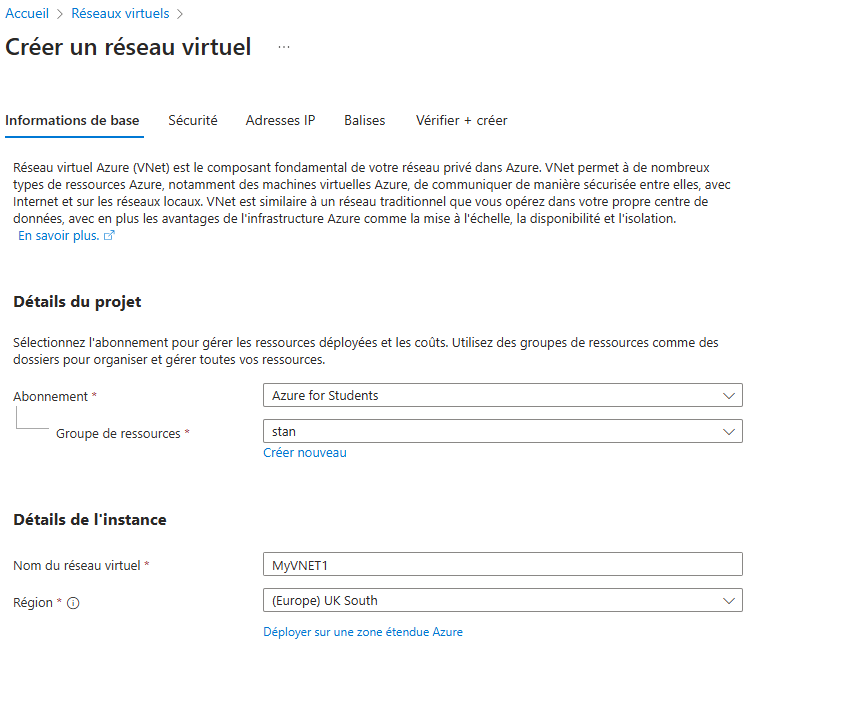 Accueil > Réseaux virtuels >
Créer un réseau virtuel ...
Informations de base Sécurité Adresses IP Balises Vérifier + créer
Réseau virtuel Azure (VNet) est le composant fondamental de votre réseau privé dans Azure. VNet permet à de nombreux
types de ressources Azure, notamment des machines virtuelles Azure, de communiquer de manière sécurisée entre elles, avec
Internet et sur les réseaux locaux. VNet est similaire à un réseau traditionnel que vous opérez dans votre propre centre de
données, avec en plus les avantages de l'infrastructure Azure comme la mise à l'échelle, la disponibilité et l'isolation.
En savoir plus.
Détails du projet
Sélectionnez l'abonnement pour gérer les ressources déployées et les coûts. Utilisez des groupes de ressources comme des
dossiers pour organiser et gérer toutes vos ressources.
Abonnement * Azure for Students
Groupe de ressources * stan
Créer nouveau
Détails de l'instance
Nom du réseau virtuel * MyVNET1
Région * (Europe) UK South
Déployer sur une zone étendue Azure